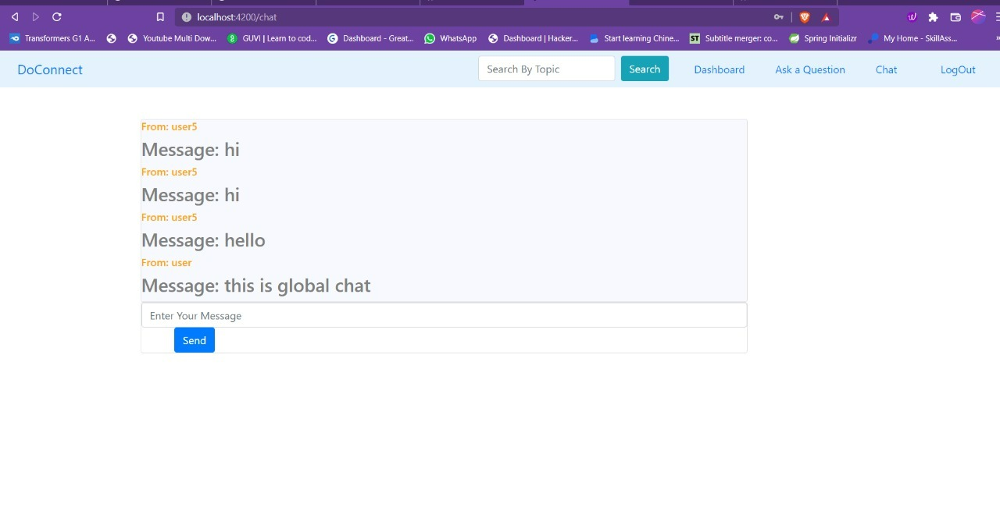 localhost:4200/chat
Transformers G1 A... Youtube Multi Dow... GUVI | Learn to cod... Dashboard - Great... WhatsApp Dashboard | Hacker... Start learning Chine... ST Subtitle merger: co... Spring Initializr My Home - SkillAss... »
DoConnect Search By Topic Search Dashboard Ask a Question Chat LogOut
From: user5
Message: hi
From: user5
Message: hi
From: user5
Message: hello
From: user
Message: this is global chat
Enter Your Message
Send